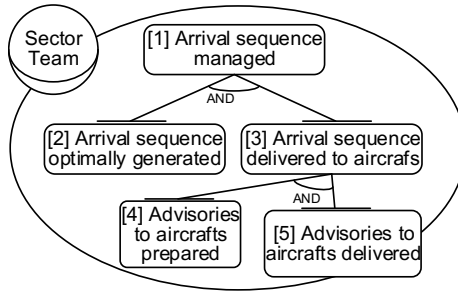 Sector
Team
[1] Arrival sequence
managed
AND
[2] Arrival sequence
optimally generated
[3] Arrival sequence
delivered to aircrafs
AND
[4] Advisories
to aircrafts
prepared
[5] Advisories to
aircrafts delivered